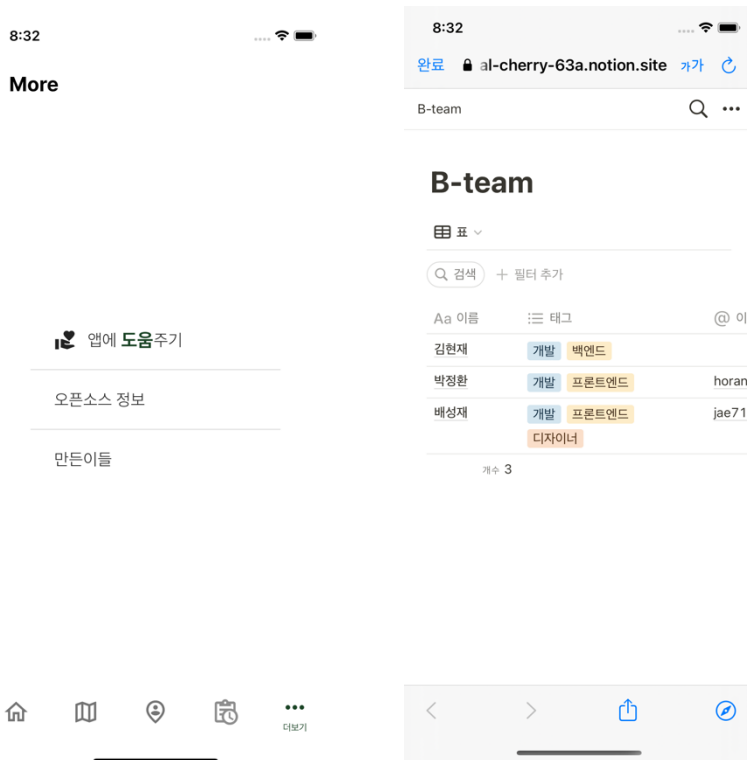 8:32
More
앱에 도움주기
오픈소스 정보
만든이들
더보기
8:32
완료 al-cherry-63a.notion.site 가가
B-team
B-team
표
검색 필터 추가
Aa 이름 태그 @ 이
김현재 개발 백엔드
박정환 개발 프론트엔드 horan
배성재 개발 프론트엔드 jae71
디자이너
개수 3